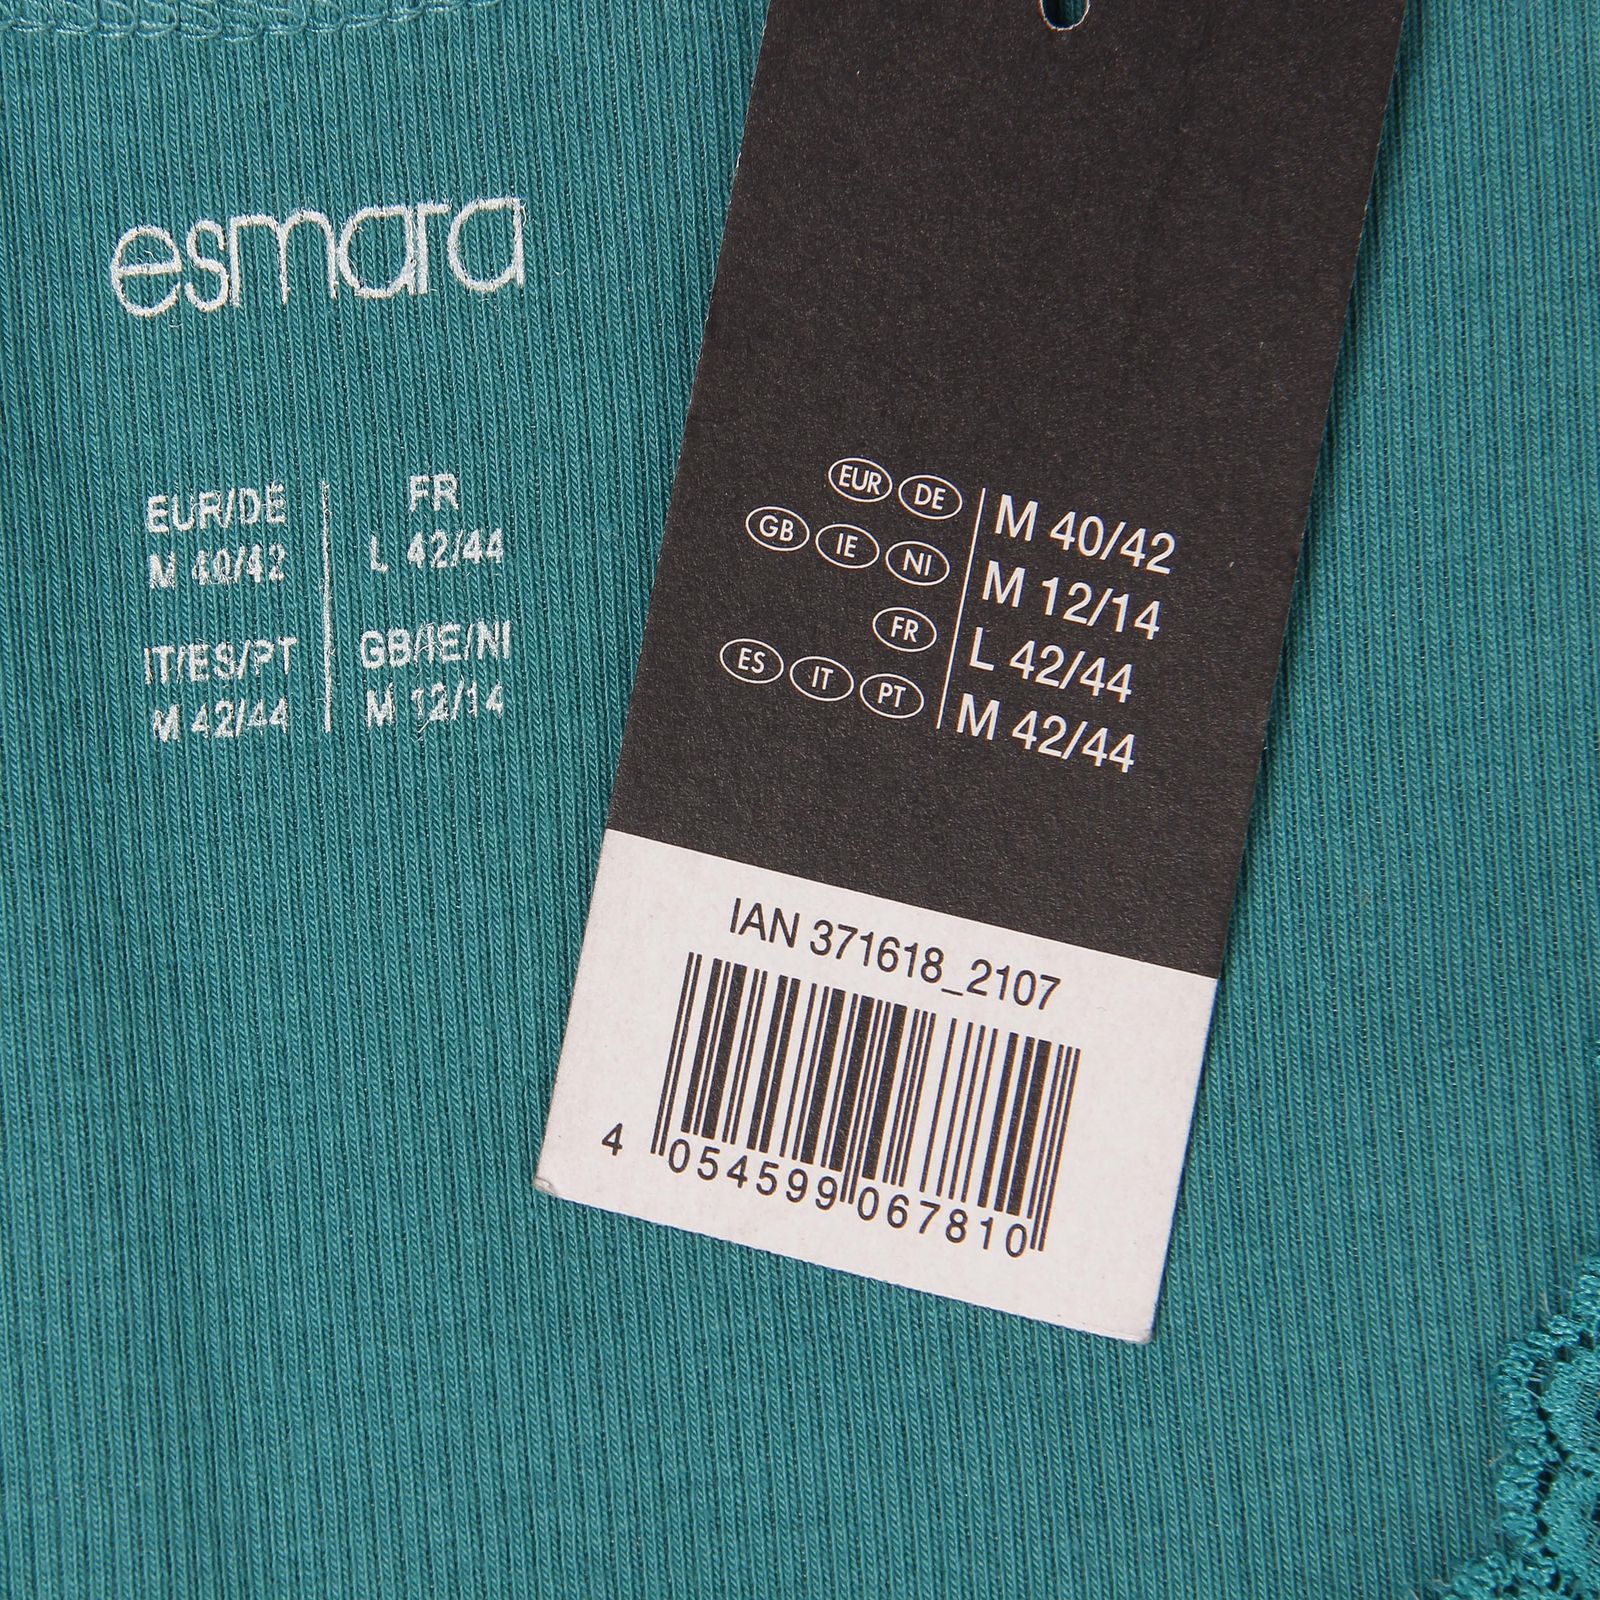 esmara
EUR/DE
M 40/42
FR
L 42/44
IT/ES/PT
M 42/44
GB/IE/NI
M 12/14
EUR DE M 40/42
GB IE NI M 12/14
FR L 42/44
ES IT PT M 42/44
IAN 371618_2107
4 054599 067810